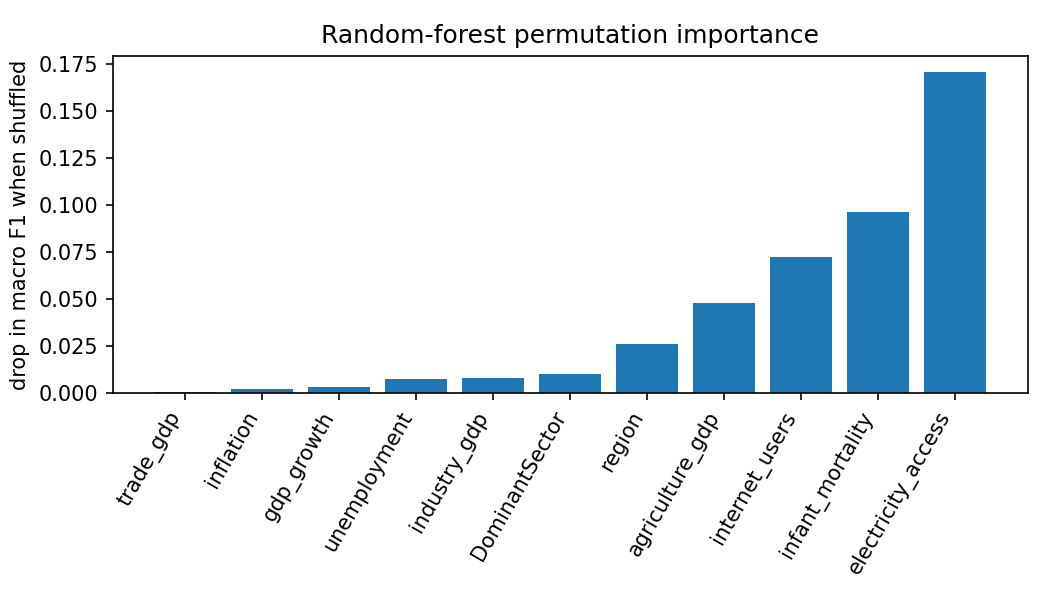 Random-forest permutation importance
drop in macro F1 when shuffled
0.175
0.150
0.125
0.100
0.075
0.050
0.025
0.000
trade_gdp
inflation
gdp_growth
unemployment
industry_gdp
DominantSector
region
agriculture_gdp
internet_users
infant_mortality
electricity_access